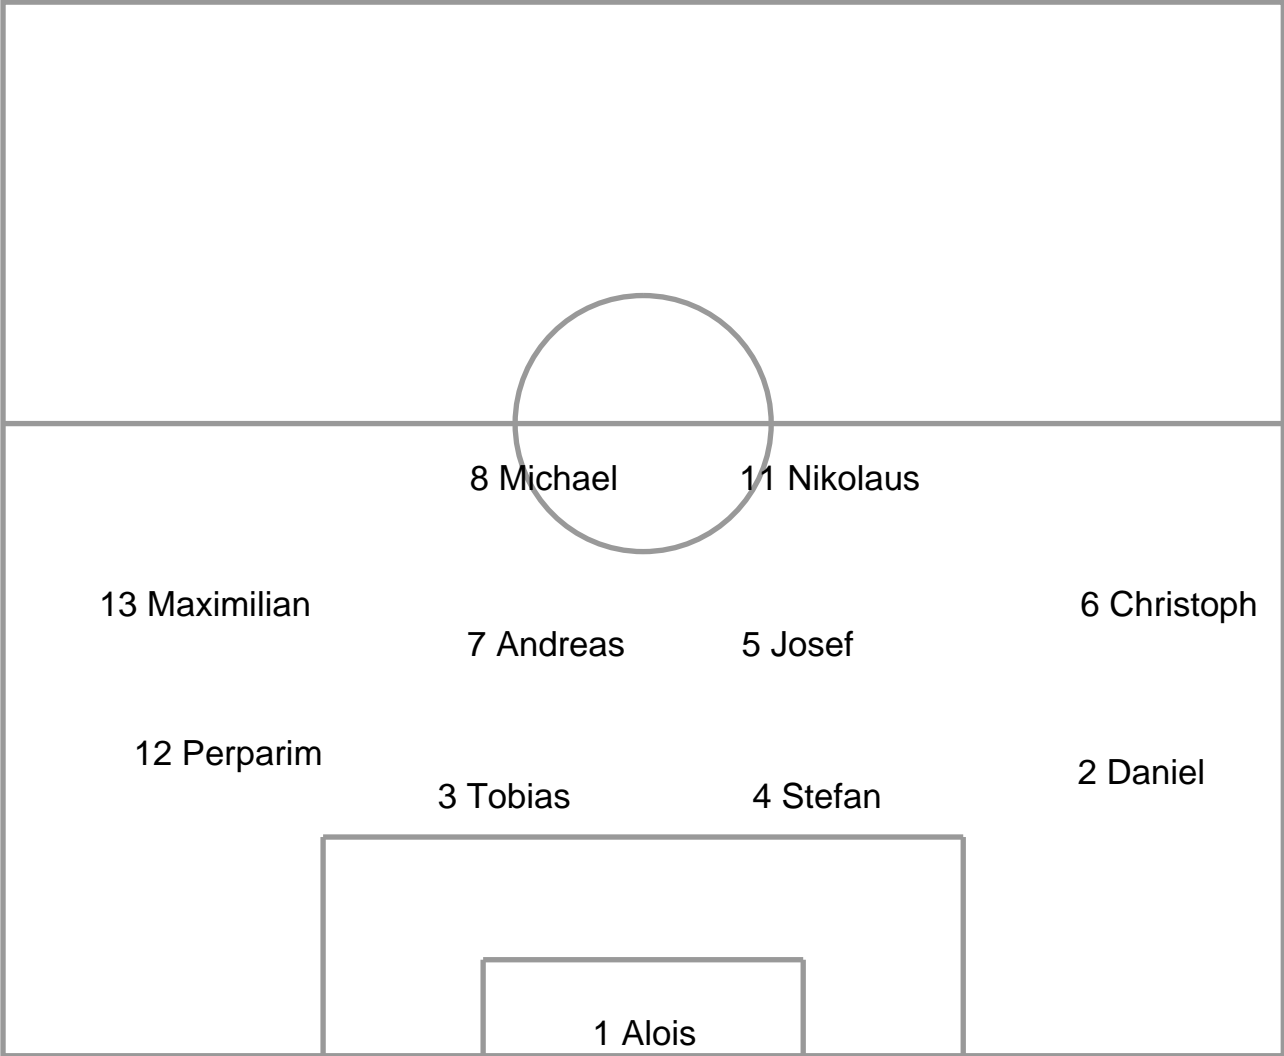 8 Michael
11 Nikolaus
13 Maximilian
6 Christoph
7 Andreas
5 Josef
12 Perparim
2 Daniel
3 Tobias
4 Stefan
1 Alois